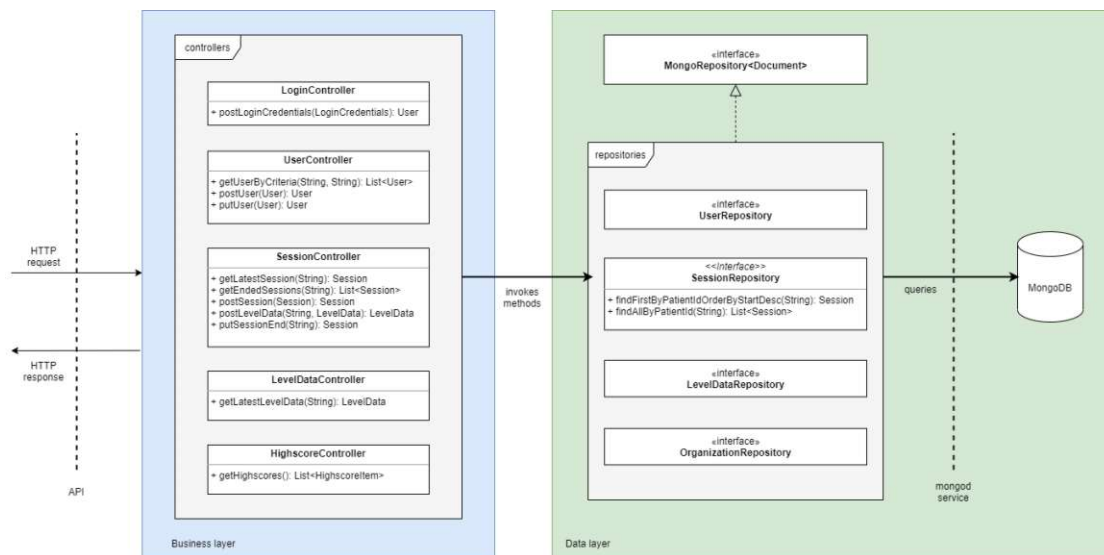 HTTP
request
HTTP
response
API
controllers
LoginController
+ postLoginCredentials(LoginCredentials): User
UserController
+ getUserByCriteria(String, String): List<User>
+ postUser(User): User
+ putUser(User): User
SessionController
+ getLatestSession(String): Session
+ getEndedSessions(String): List<Session>
+ postSession(Session): Session
+ postLevelData(String, LevelData): LevelData
+ putSessionEnd(String): Session
LevelDataController
+ getLatestLevelData(String): LevelData
HighscoreController
+ getHighscores(): List<HighscoreItem>
Business layer
invokes
methods
«interface»
MongoRepository<Document>
repositories
«interface»
UserRepository
<<Interface>>
SessionRepository
+ findFirstByPatientIdOrderByStartDesc(String): Session
+ findAllByPatientId(String): List<Session>
«interface»
LevelDataRepository
«interface»
OrganizationRepository
Data layer
queries
mongod
service
MongoDB